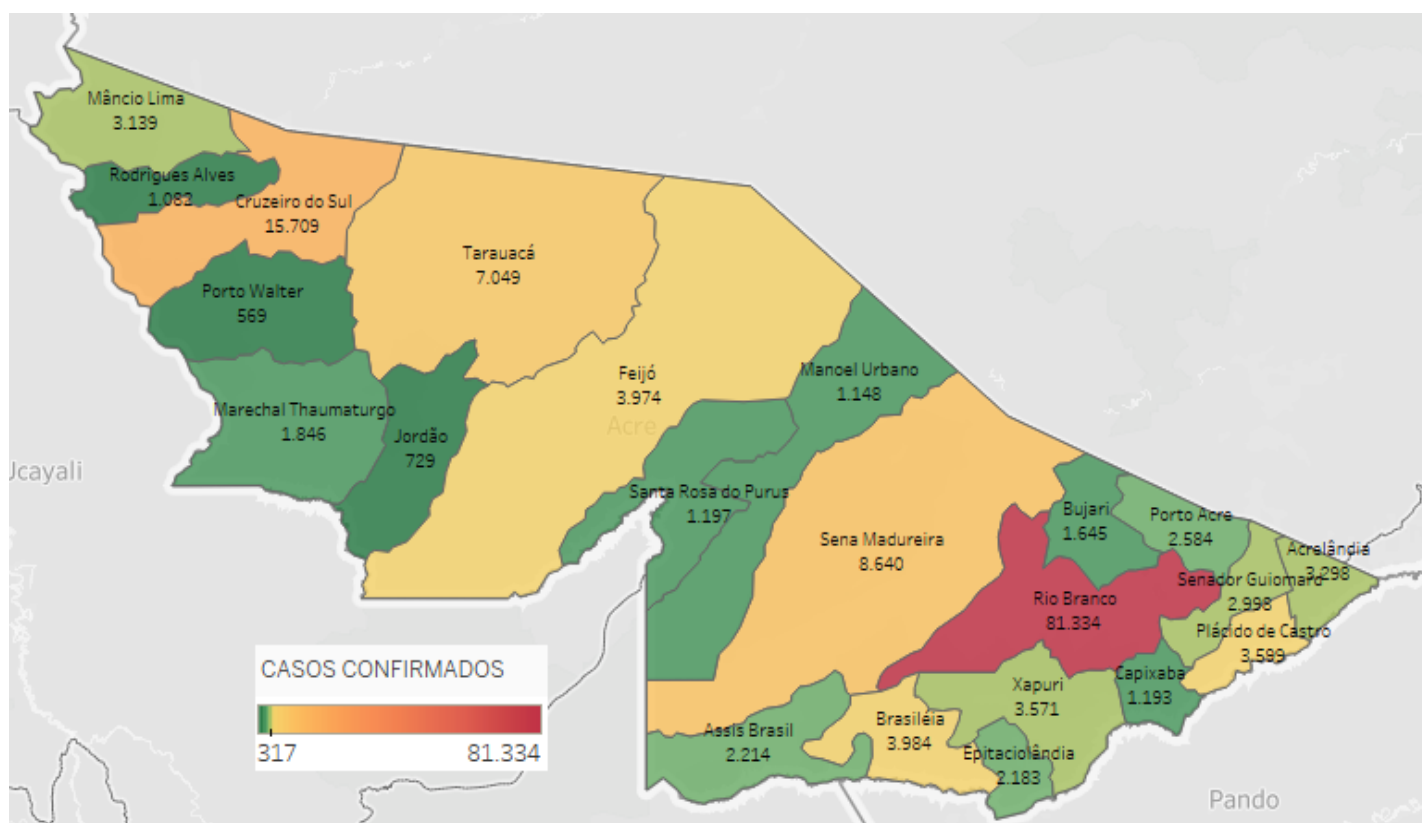 Mâncio Lima
3.139
Rodrigues Alves
1.082
Cruzeiro do Sul
15.709
Tarauacá
7.049
Porto Walter
569
Feijó
3.974
Acre
Manoel Urbano
1.148
Marechal Thaumaturgo
1.846
Jordão
729
Jcayali
Santa Rosa do Purus
1.197
Sena Madureira
8.640
Bujari
1.645
Porto Acre
2.584
Acrelândia
3.298
Senador Guiomard
2.998
Rio Branco
81.334
Plácido de Castro
3.599
Capixaba
1.193
Xapuri
3.571
Brasiléia
3.984
Assis Brasil
2.214
Epitaciolândia
2.183
Pando
CASOS CONFIRMADOS
317 81.334